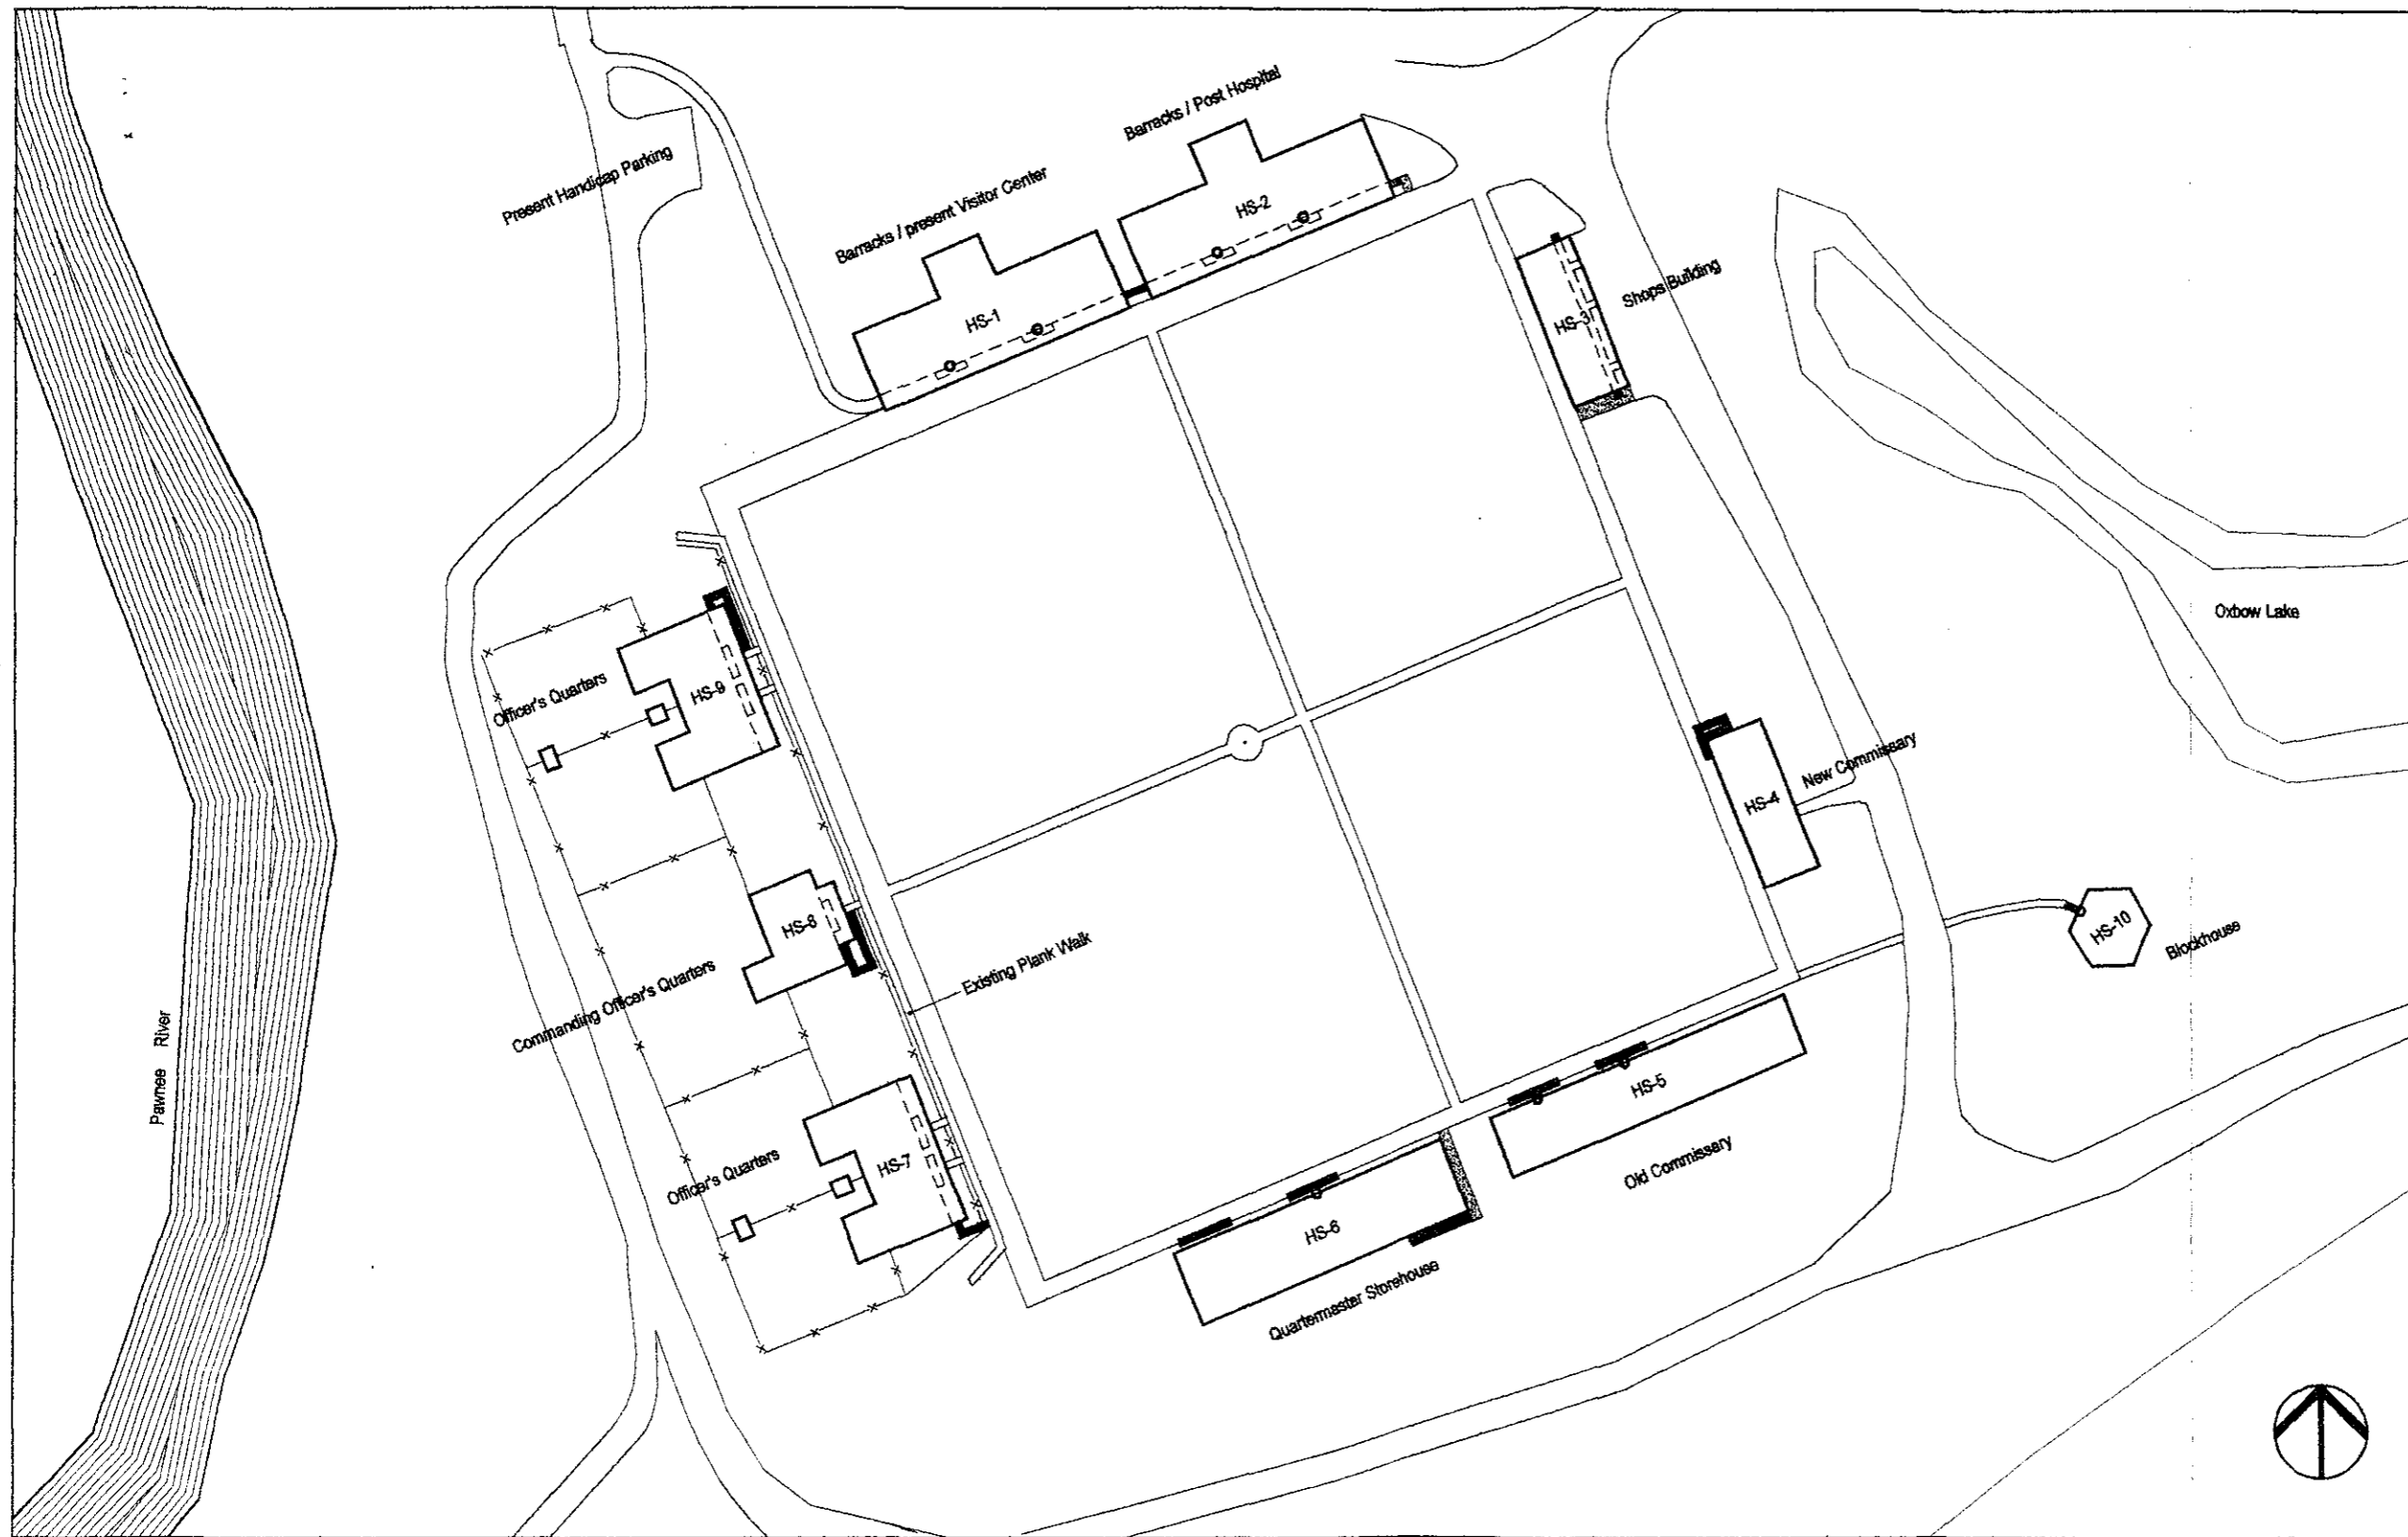 Barracks / Post Hospital
HS-2
Present Handicap Parking
Barracks / present Visitor Center
HS-1
Shops Building
HS-3
Oxbow Lake
Officer's Quarters
HS-9
New Commissary
HS-4
HS-8
Commanding Officer's Quarters
Existing Plank Walk
HS-10
Blockhouse
Pawnee River
HS-5
Old Commissary
Officer's Quarters
HS-7
HS-6
Quartermaster Storehouse